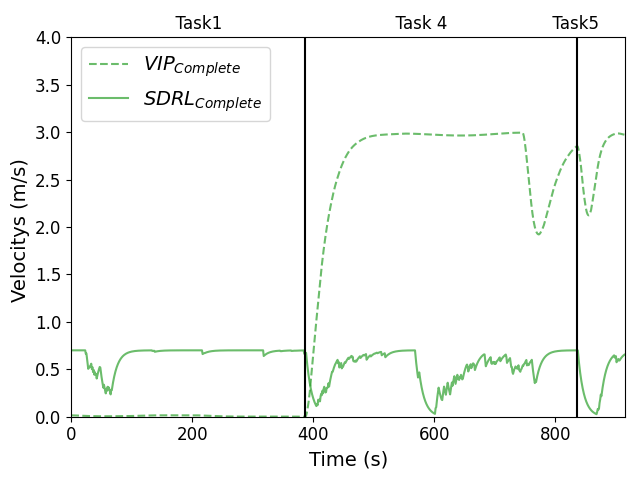 Task1 Task 4 Task5
4.0
3.5
3.0
2.5
2.0
1.5
1.0
0.5
0.0
Velocitys (m/s)
VIP_Complete
SDRL_Complete
0 200 400 600 800
Time (s)